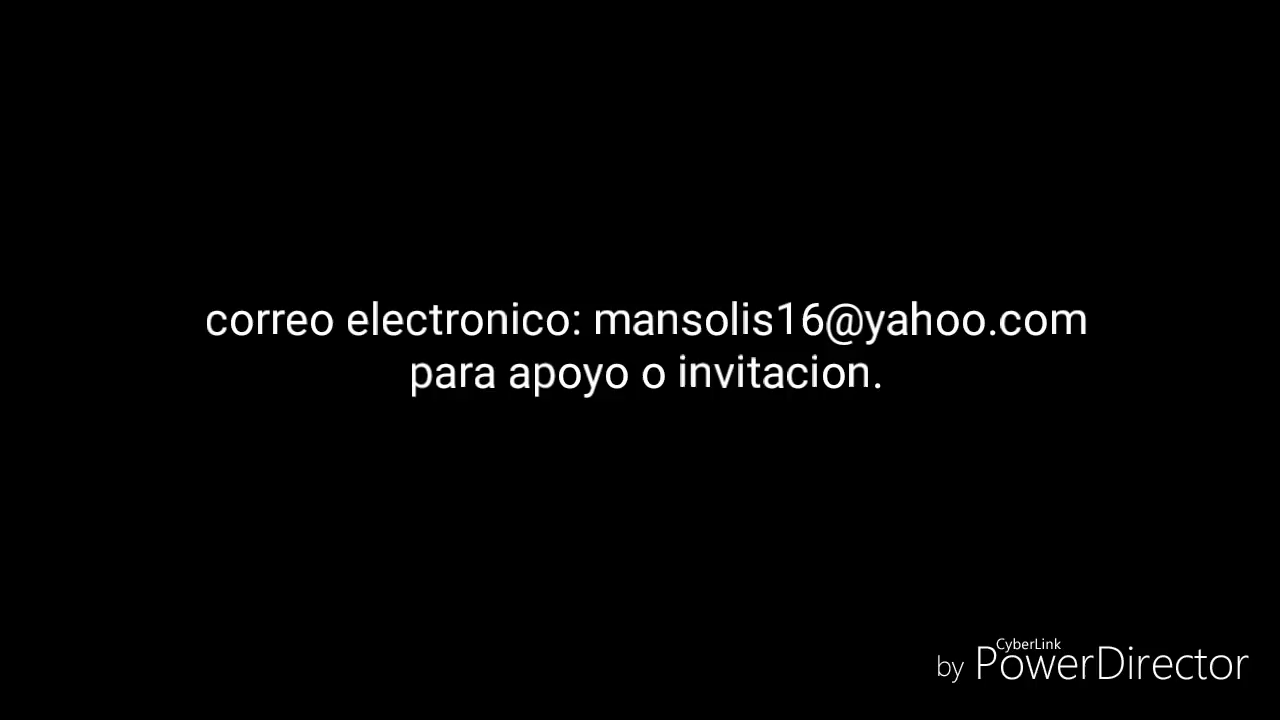 correo electronico: mansolis16@yahoo.com
para apoyo o invitacion.
CyberLink
by PowerDirector